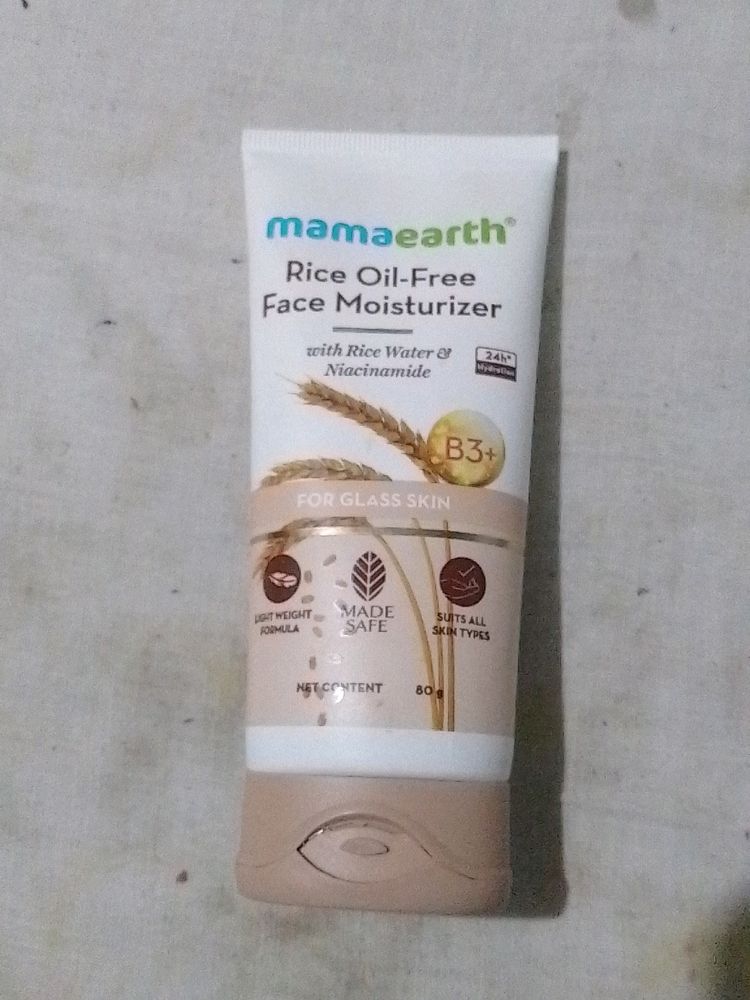 mamaearth®
Rice Oil-Free
Face Moisturizer
with Rice Water &
Niacinamide
24h*
Hydration
B3+
FOR GLASS SKIN
LIGHT WEIGHT
FORMULA
MADE
SAFE
SUITS ALL
SKIN TYPES
NET CONTENT 80 g